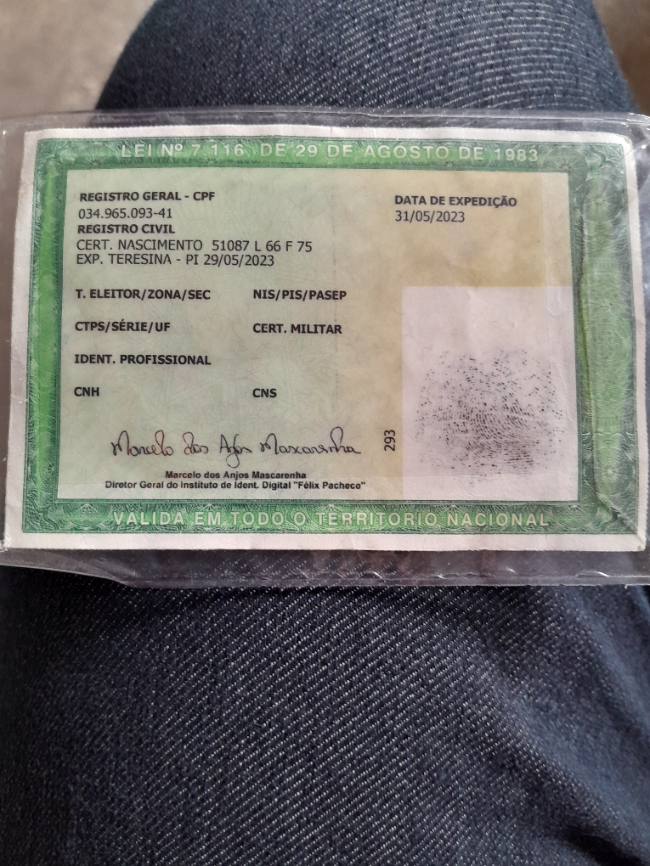 LEI Nº 7.116, DE 29 DE AGOSTO DE 1983
REGISTRO GERAL - CPF
034.965.093-41
DATA DE EXPEDIÇÃO
31/05/2023
REGISTRO CIVIL
CERT. NASCIMENTO 51087 L 66 F 75
EXP. TERESINA - PI 29/05/2023
T. ELEITOR/ZONA/SEC
NIS/PIS/PASEP
CTPS/SÉRIE/UF
CERT. MILITAR
IDENT. PROFISSIONAL
CNH
CNS
Marcelo dos Anjos Mascarenha
293
Marcelo dos Anjos Mascarenha
Diretor Geral do Instituto de Ident. Digital "Félix Pacheco"
VALIDA EM TODO O TERRITORIO NACIONAL